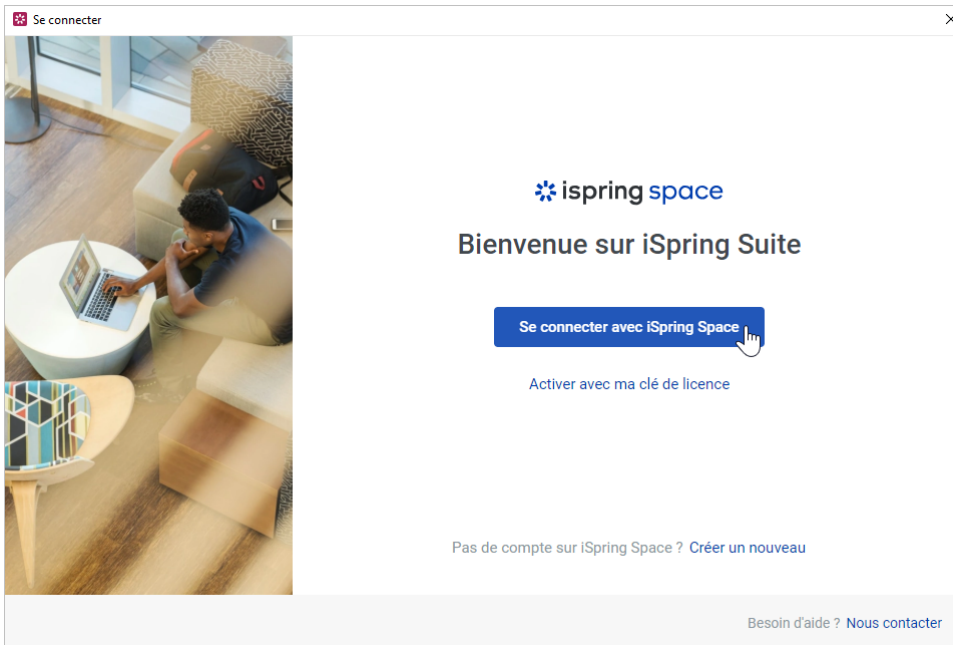 Se connecter
ispring space
Bienvenue sur iSpring Suite
Se connecter avec iSpring Space
Activer avec ma clé de licence
Pas de compte sur iSpring Space ? Créer un nouveau
Besoin d'aide ? Nous contacter